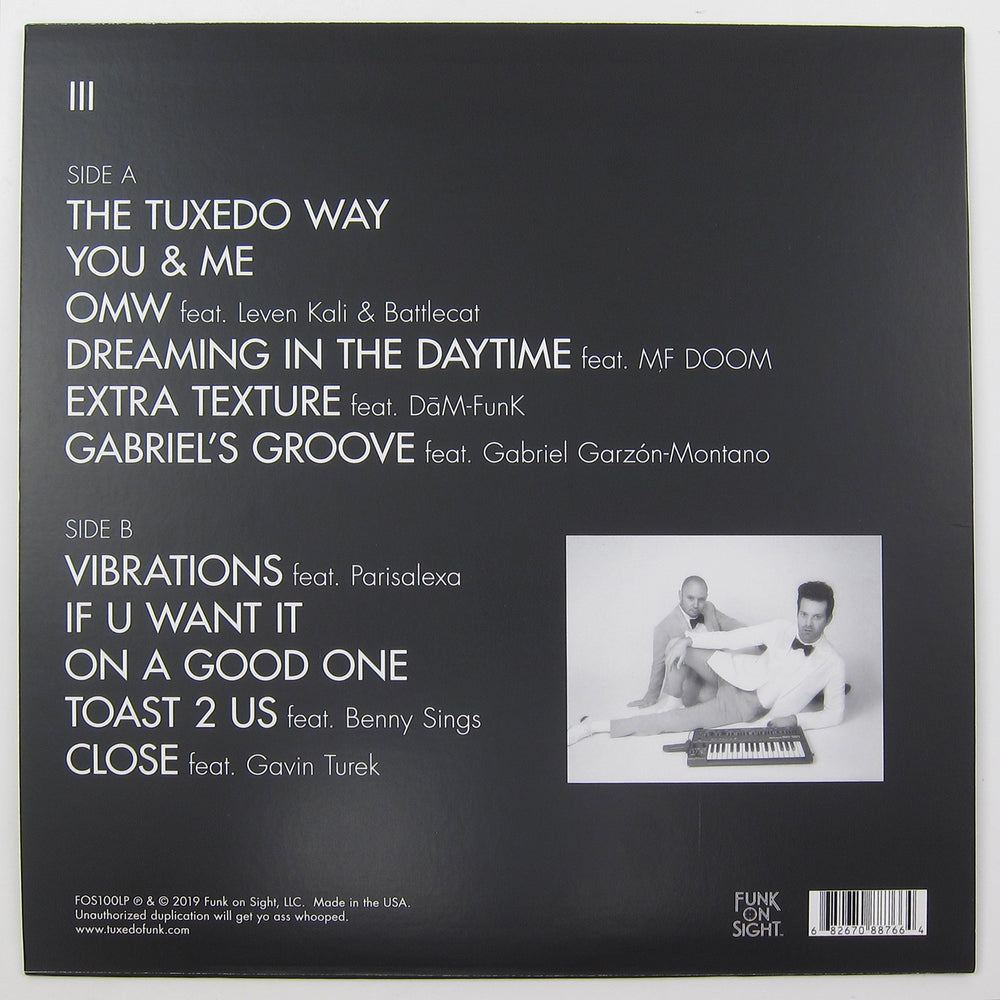 III
SIDE A
THE TUXEDO WAY
YOU & ME
OMW feat. Leven Kali & Battlecat
DREAMING IN THE DAYTIME feat. MF DOOM
EXTRA TEXTURE feat. DāM-FunK
GABRIEL'S GROOVE feat. Gabriel Garzón-Montano
SIDE B
VIBRATIONS feat. Parisalexa
IF U WANT IT
ON A GOOD ONE
TOAST 2 US feat. Benny Sings
CLOSE feat. Gavin Turek
FOS100LP ℗ & © 2019 Funk on Sight, LLC. Made in the USA.
Unauthorized duplication will get yo ass whooped.
www.tuxedofunk.com
FUNK
ON
SIGHT
6 82670 88766 4